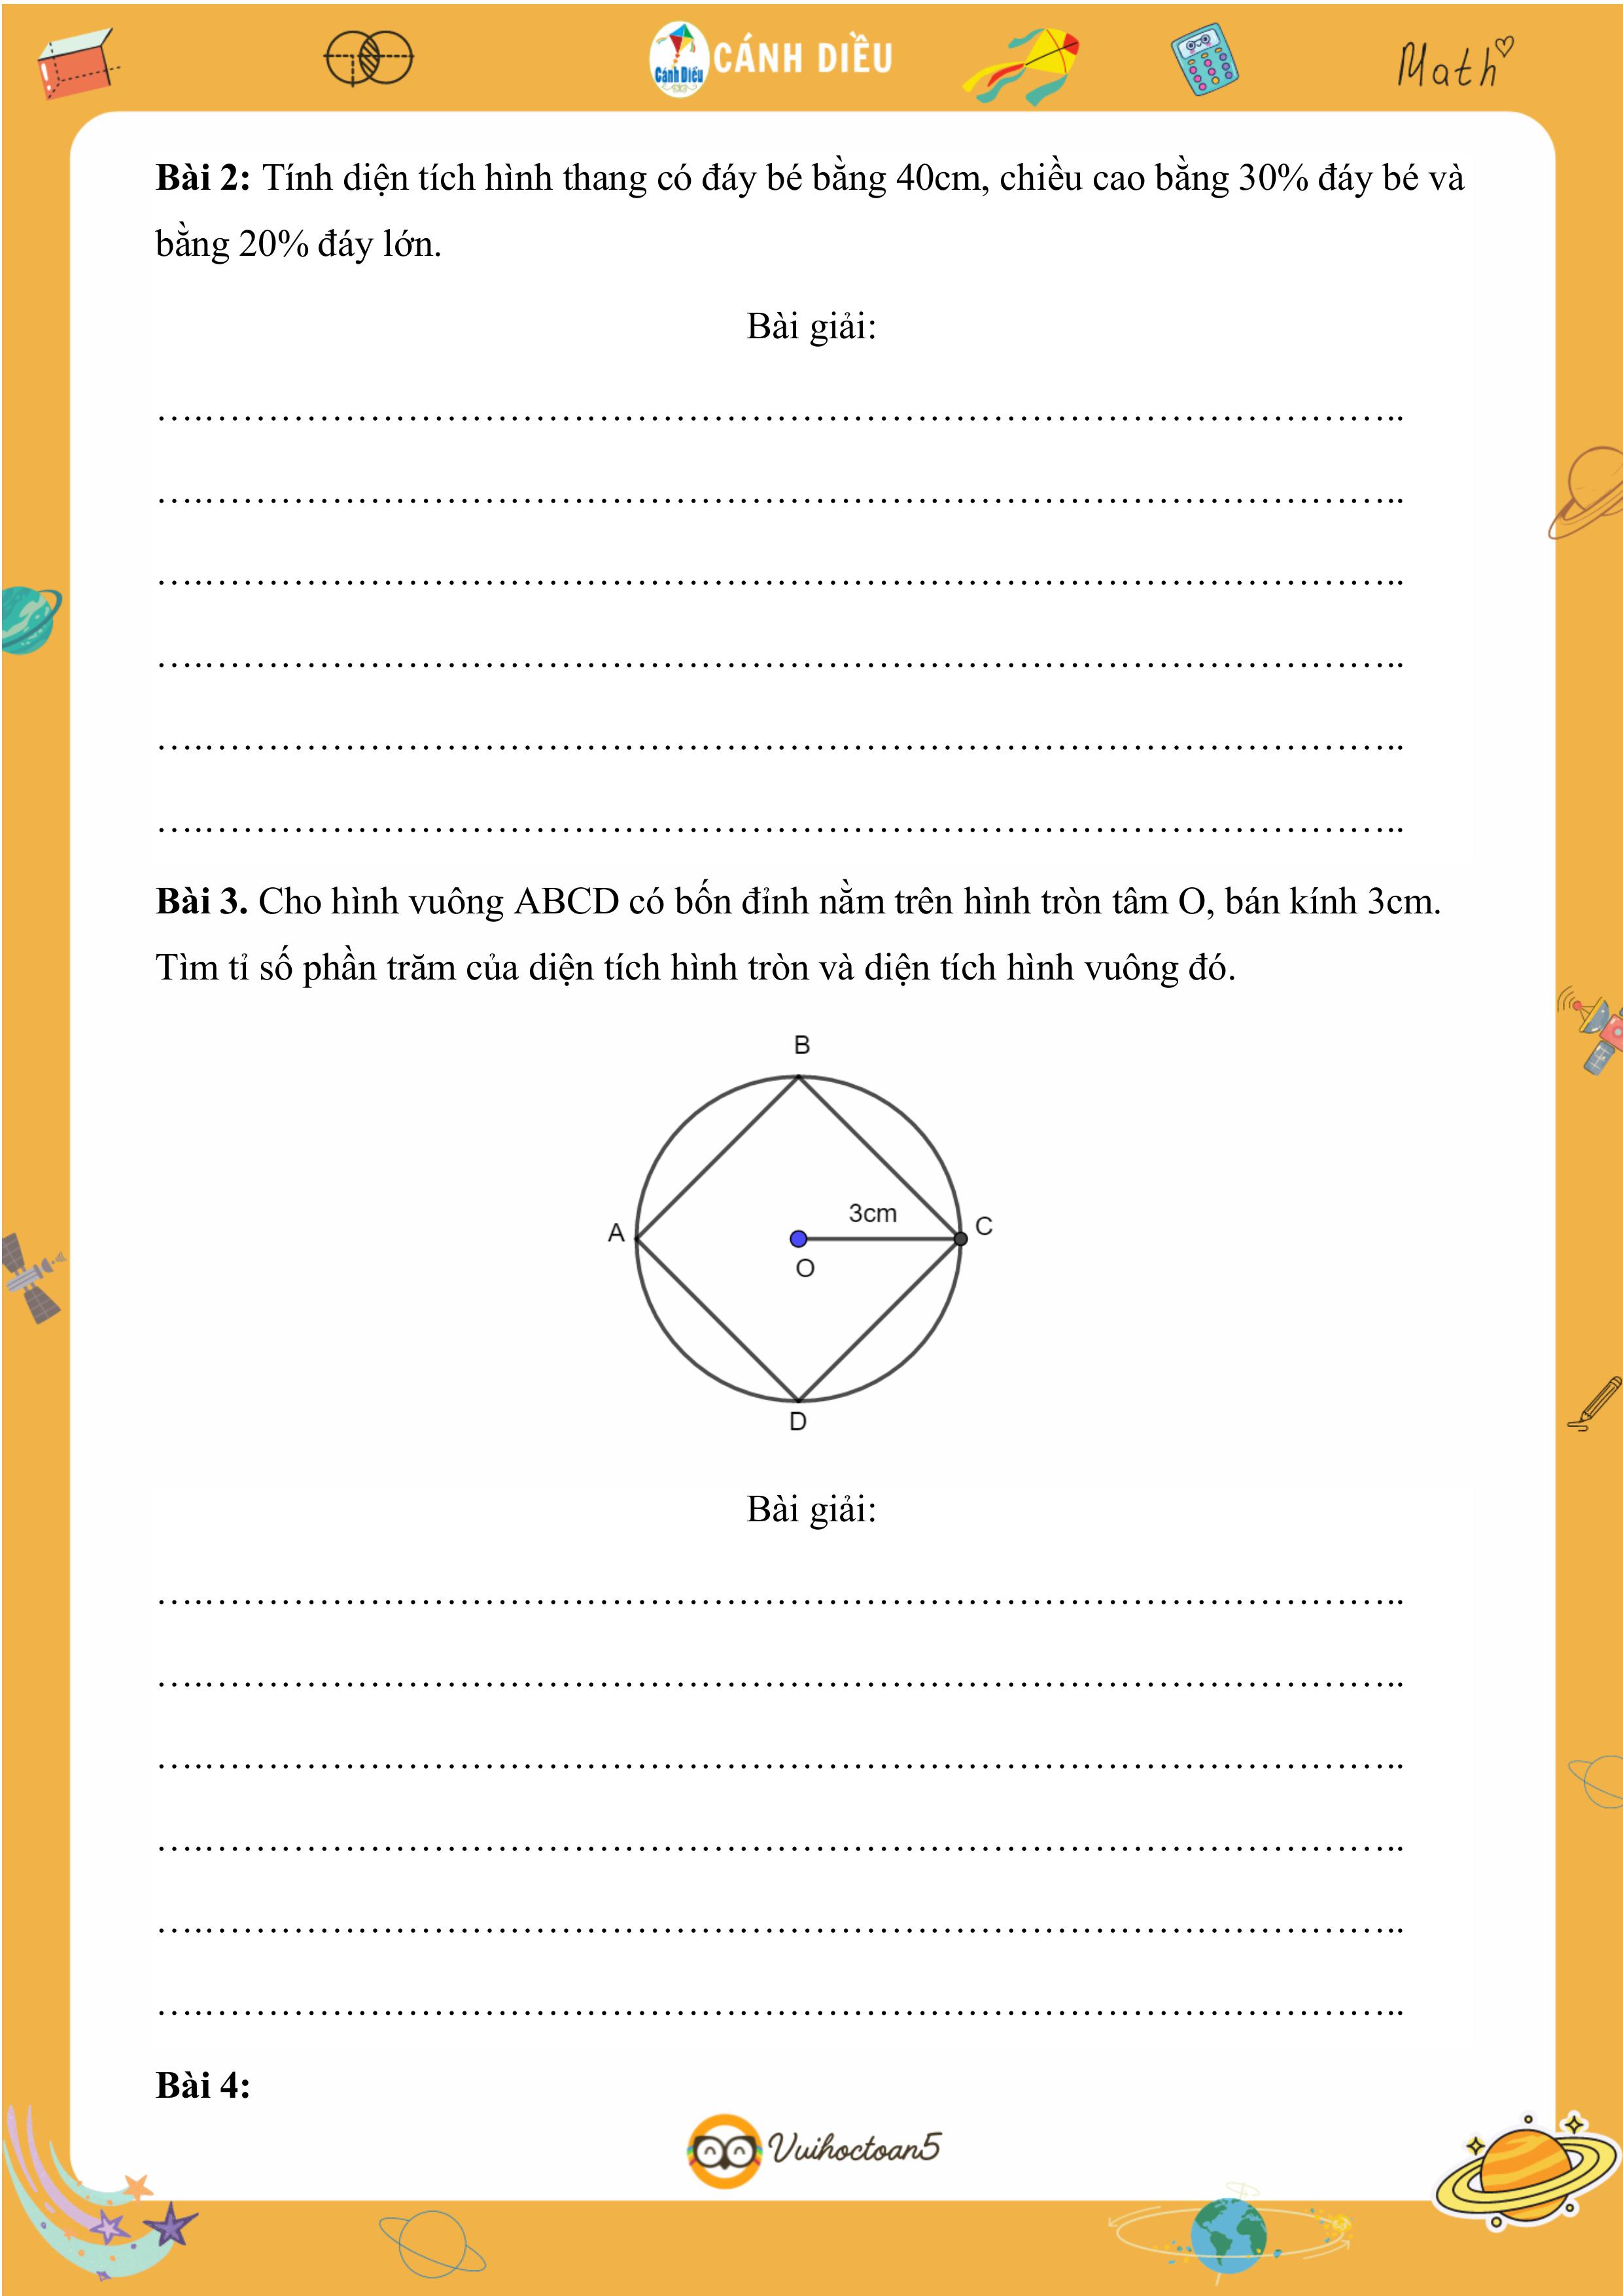 Cánh Diều CÁNH DIỀU Math
Bài 2: Tính diện tích hình thang có đáy bé bằng 40cm, chiều cao bằng 30% đáy bé và
bằng 20% đáy lớn.
Bài giải:
……………………………………………………………………………………..
……………………………………………………………………………………..
……………………………………………………………………………………..
……………………………………………………………………………………..
……………………………………………………………………………………..
……………………………………………………………………………………..
Bài 3. Cho hình vuông ABCD có bốn đỉnh nằm trên hình tròn tâm O, bán kính 3cm.
Tìm tỉ số phần trăm của diện tích hình tròn và diện tích hình vuông đó.
B
3cm
A
C
O
D
Bài giải:
……………………………………………………………………………………..
……………………………………………………………………………………..
……………………………………………………………………………………..
……………………………………………………………………………………..
……………………………………………………………………………………..
……………………………………………………………………………………..
Bài 4:
Vuihoctoan5